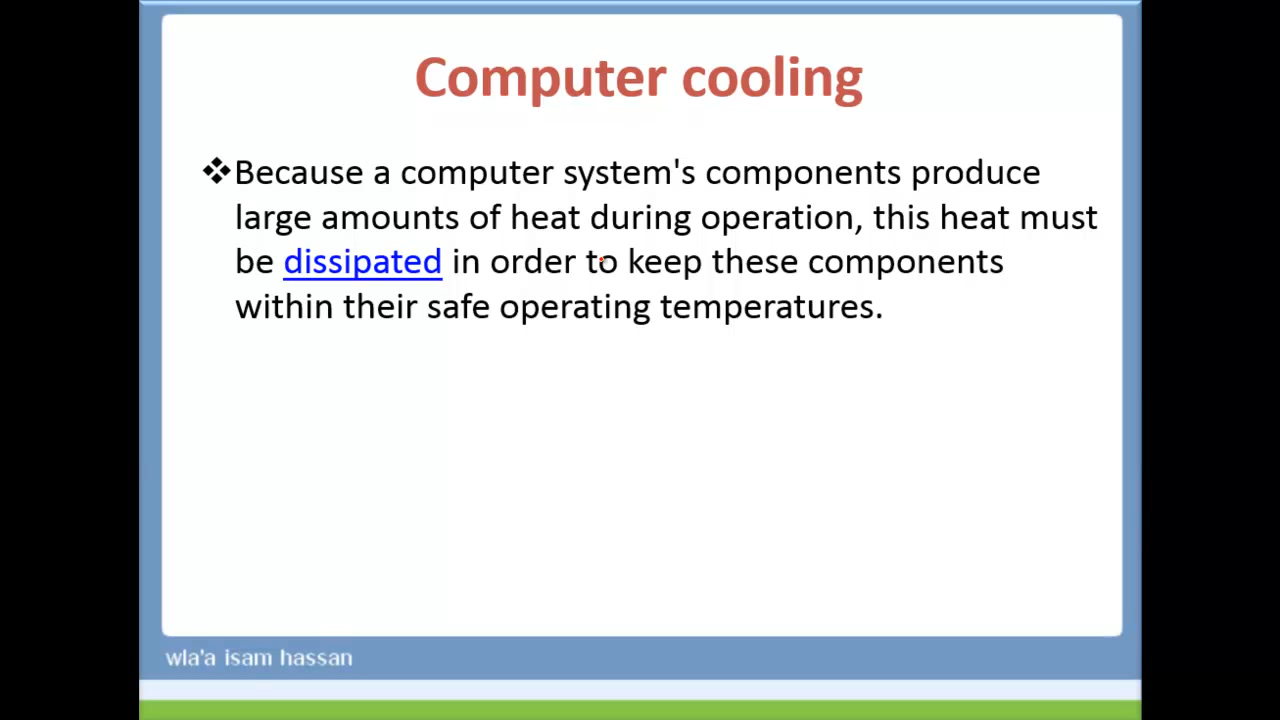 Computer cooling
❖Because a computer system's components produce
large amounts of heat during operation, this heat must
be dissipated in order to keep these components
within their safe operating temperatures.
wla'a isam hassan